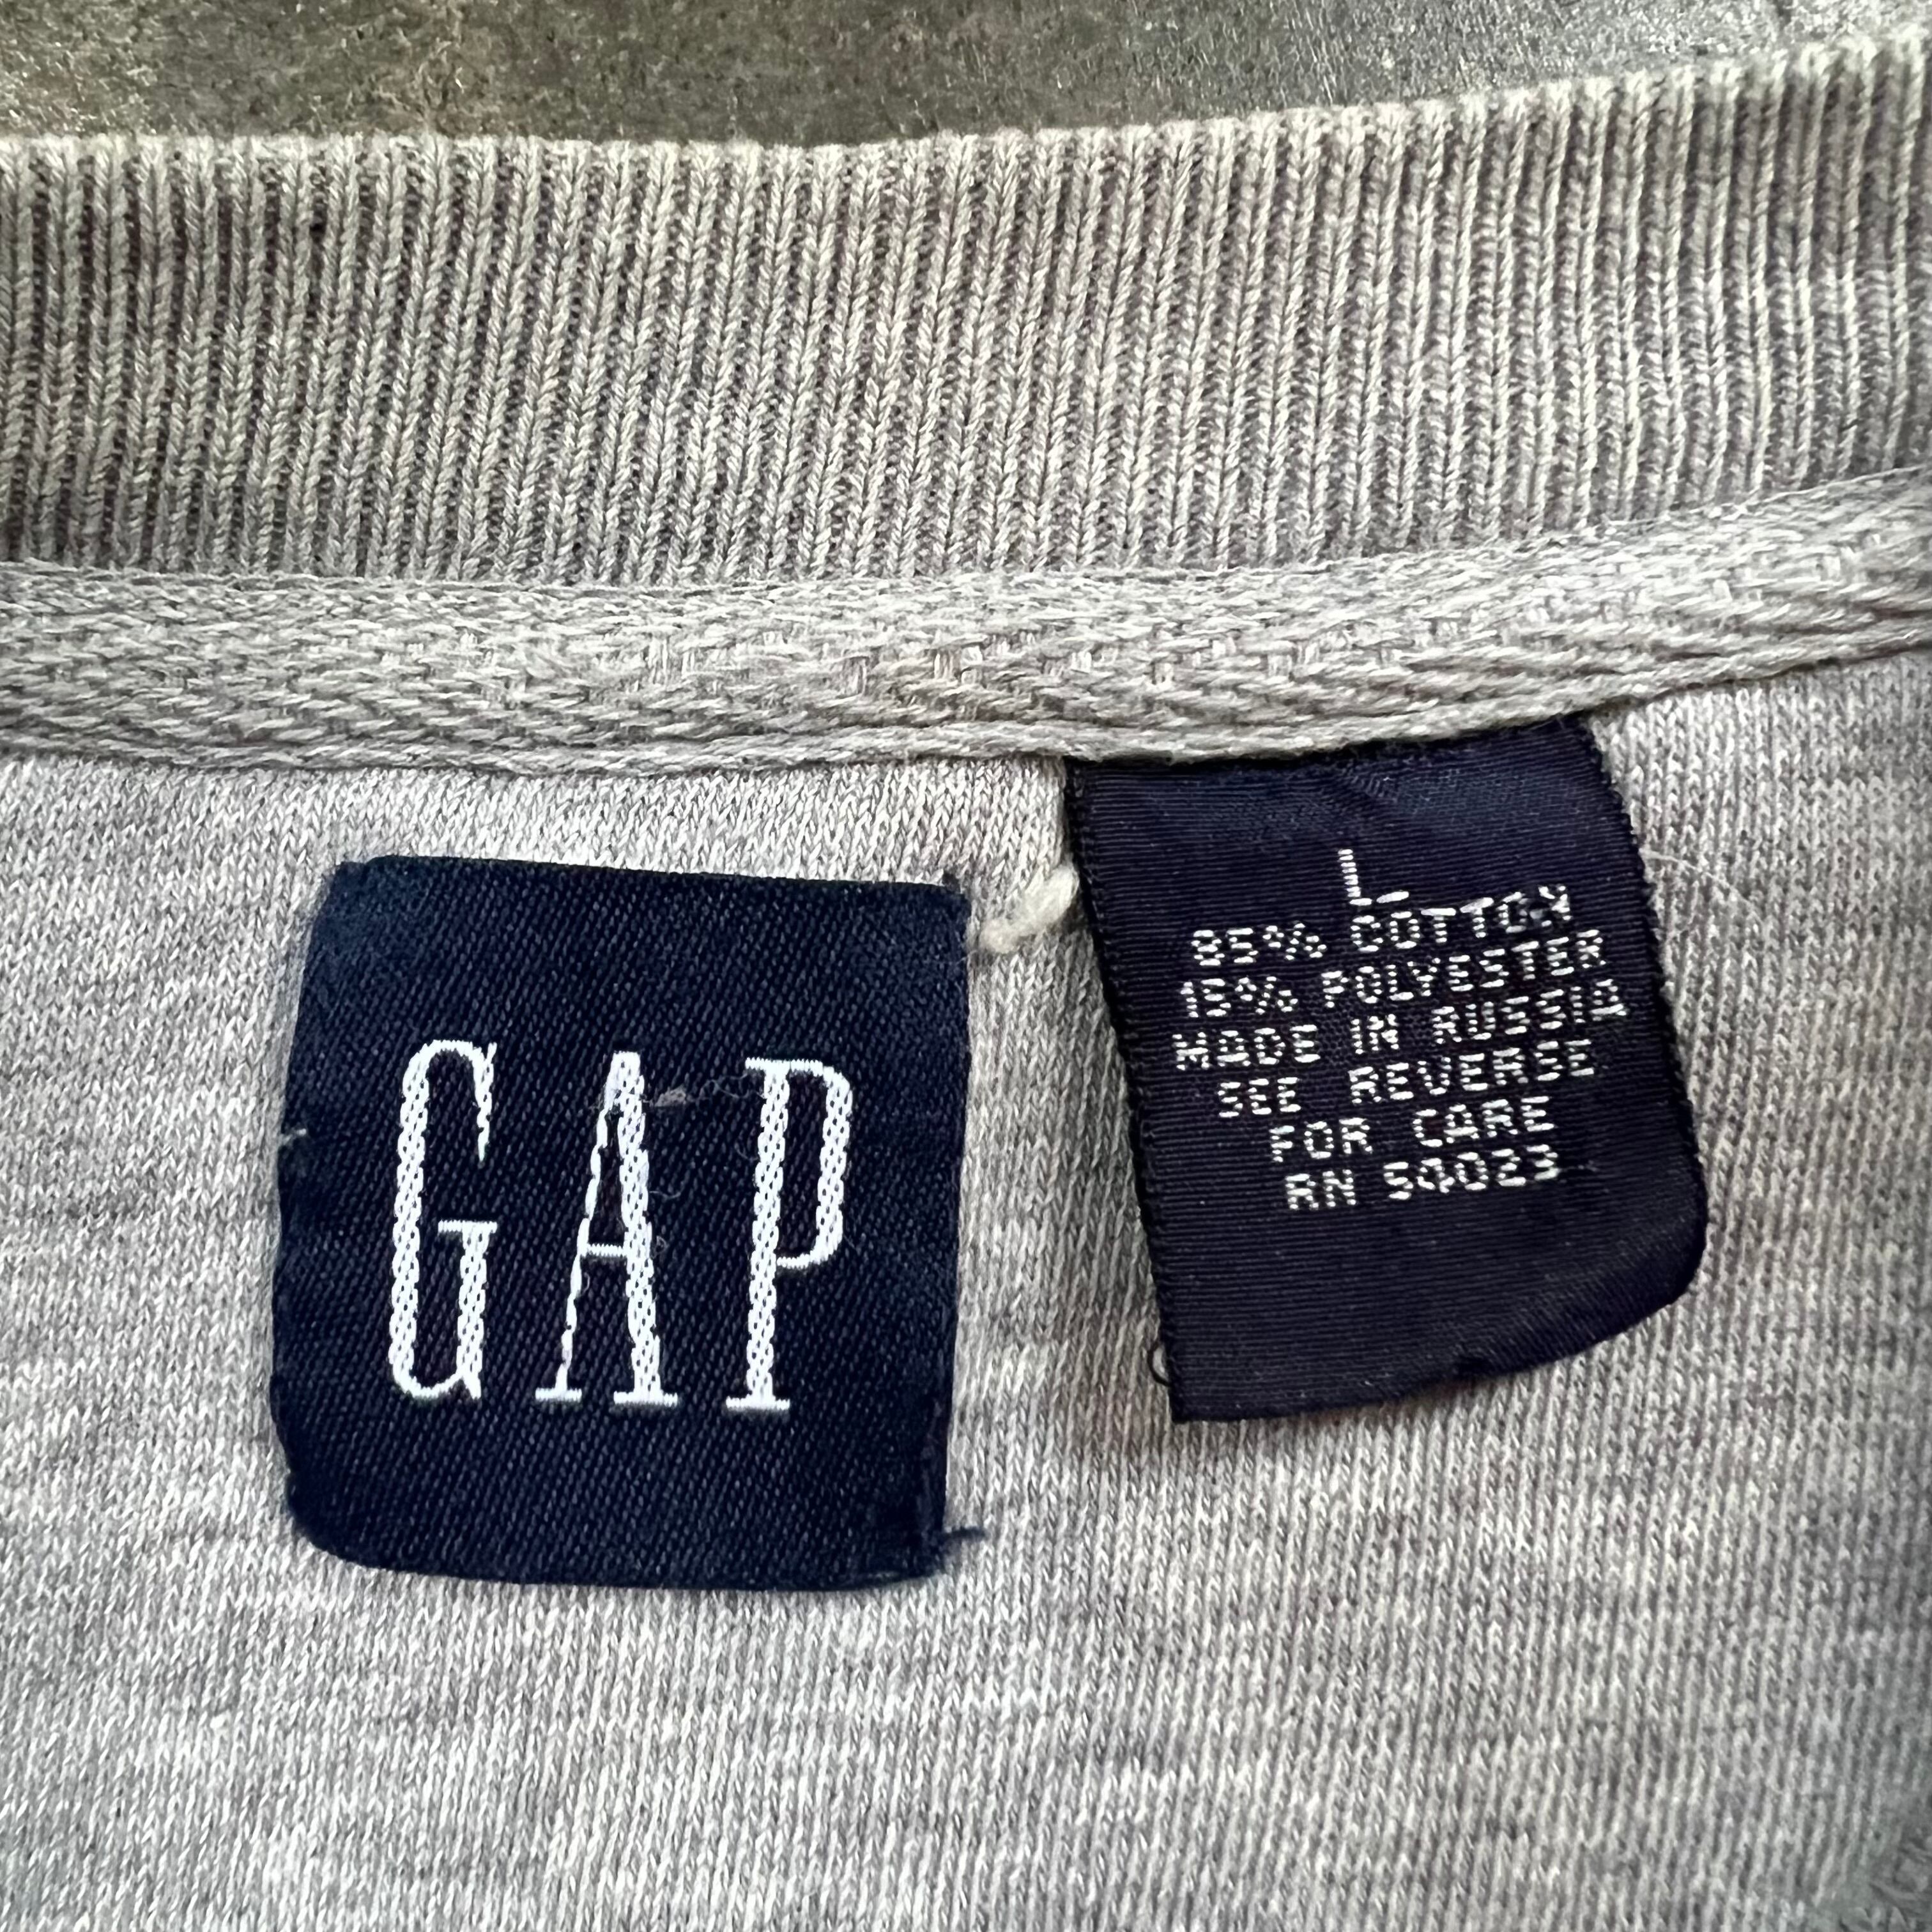 GAP
L
85% COTTON
15% POLYESTER
MADE IN RUSSIA
SEE REVERSE
FOR CARE
RN 54023